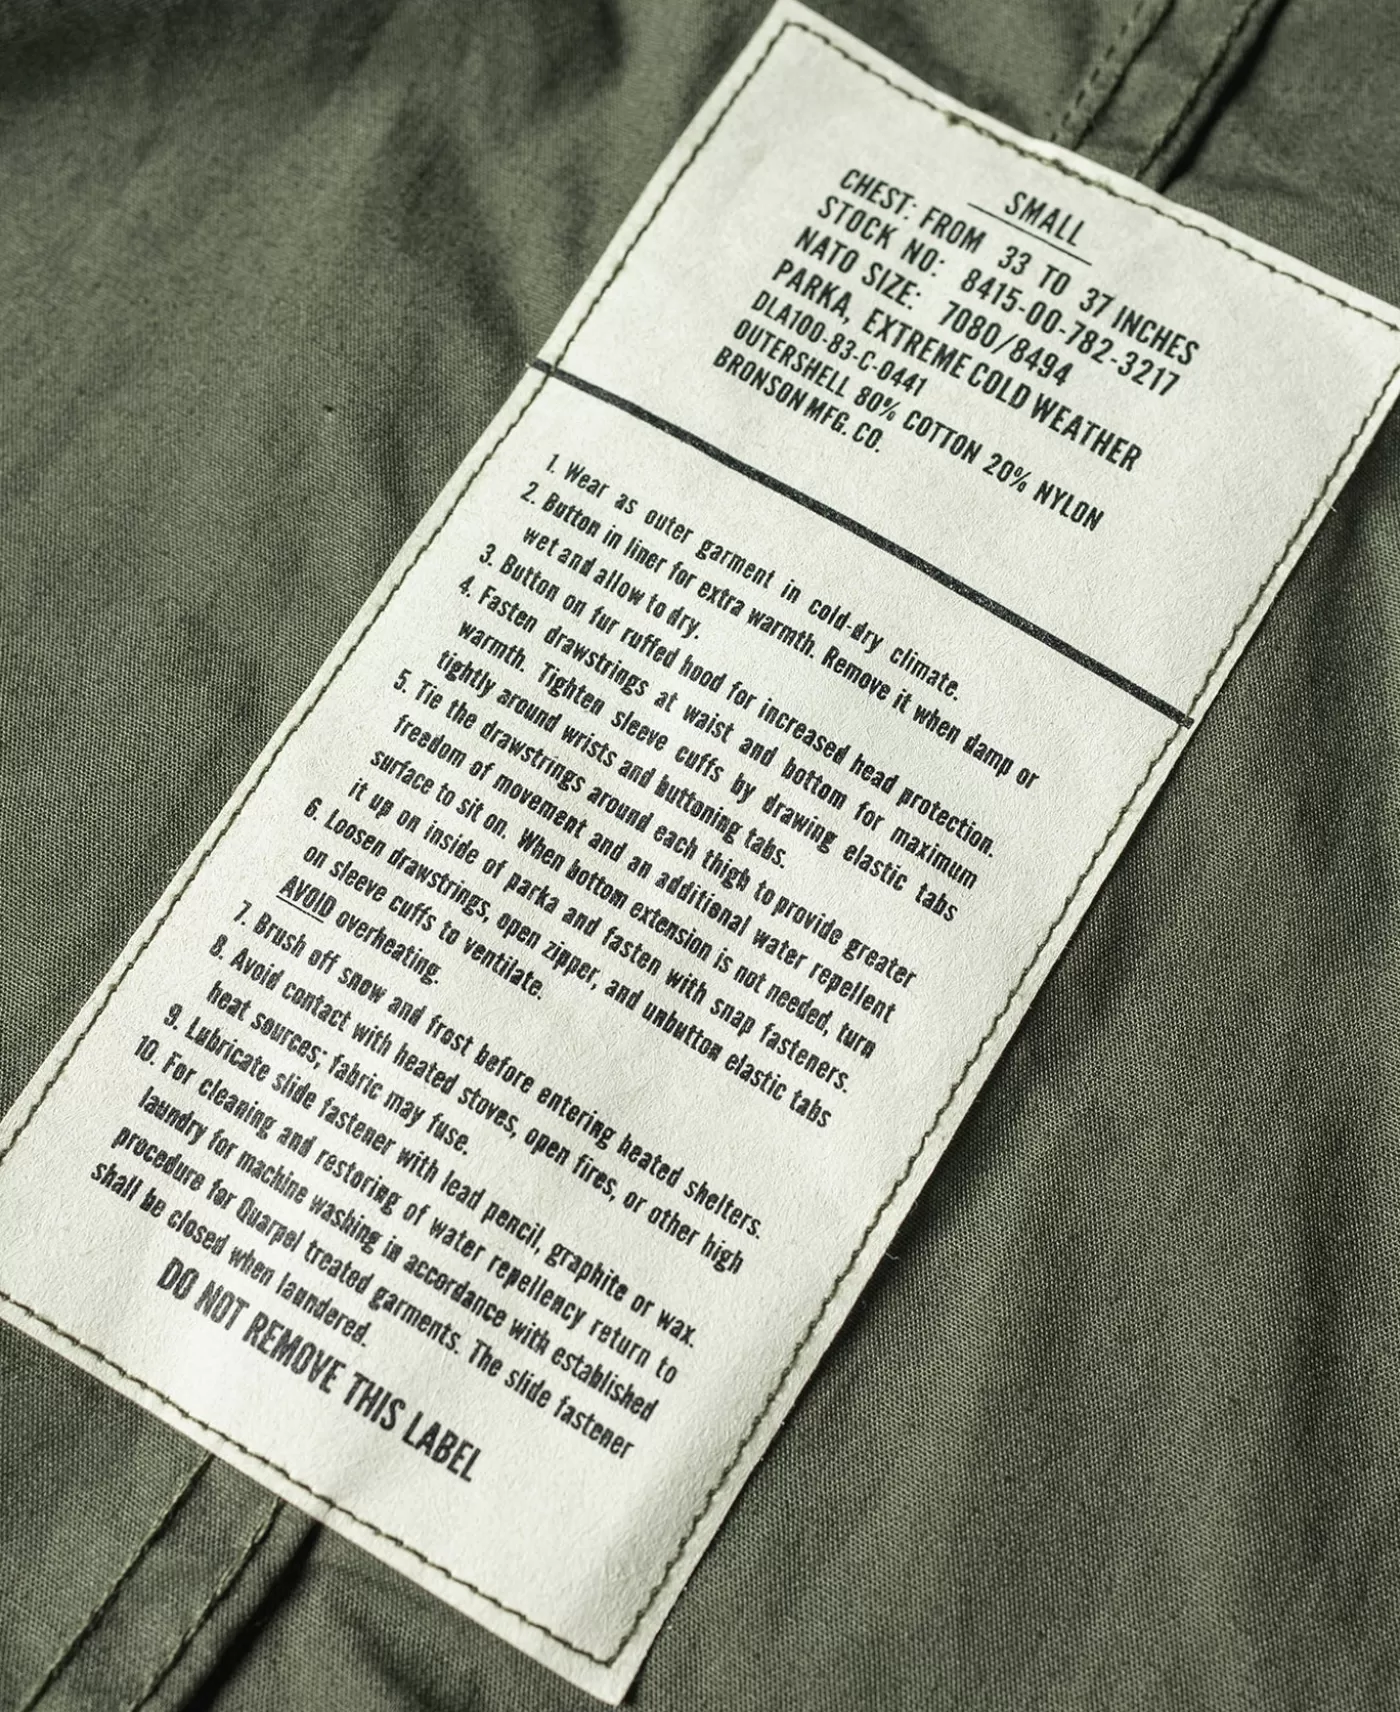 SMALL
CHEST: FROM 33 TO 37 INCHES
STOCK NO: 8415-00-782-3217
NATO SIZE: 7080/8494
PARKA, EXTREME COLD WEATHER
DLA100-83-C-0441
OUTERSHELL 80% COTTON 20% NYLON
BRONSON MFG. CO.
1. Wear as outer garment in cold-dry climate.
2. Button in liner for extra warmth. Remove it when damp or
wet and allow to dry.
3. Button on fur ruffed hood for increased head protection.
4. Fasten drawstrings at waist and bottom for maximum
warmth. Tighten sleeve cuffs by drawing elastic tabs
tightly around wrists and buttoning tabs.
5. Tie the drawstrings around each thigh to provide greater
freedom of movement and an additional water repellent
surface to sit on. When bottom extension is not needed, turn
it up on inside of parka and fasten with snap fasteners.
6. Loosen drawstrings, open zipper, and unbutton elastic tabs
on sleeve cuffs to ventilate.
AVOID overheating.
7. Brush off snow and frost before entering heated shelters.
8. Avoid contact with heated stoves, open fires, or other high
heat sources; fabric may fuse.
9. Lubricate slide fastener with lead pencil, graphite or wax.
10. For cleaning and restoring of water repellency return to
laundry for machine washing in accordance with established
procedure for Quarpel treated garments. The slide fastener
shall be closed when laundered.
DO NOT REMOVE THIS LABEL